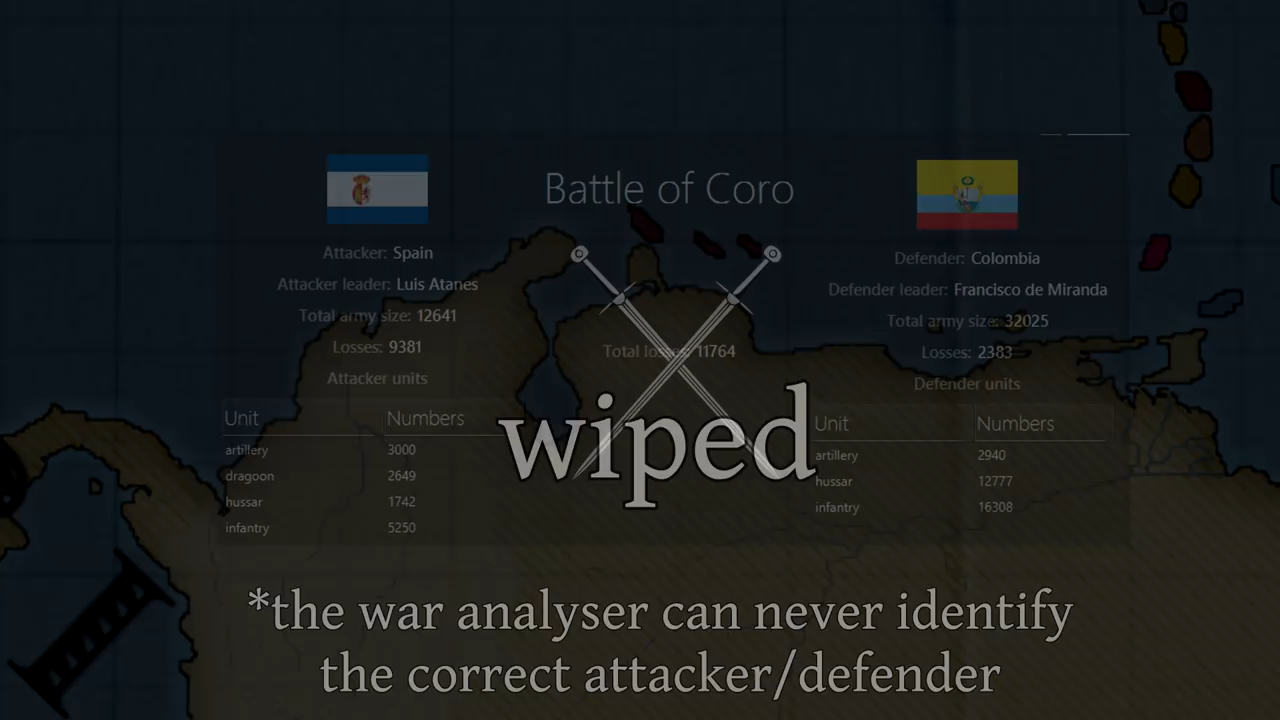 Battle of Coro
Attacker: Spain
Attacker leader: Luis Atanes
Total army size: 12641
Losses: 9381
Attacker units
Unit Numbers
artillery 3000
dragoon 2649
hussar 1742
infantry 5250
Total losses: 11764
Defender: Colombia
Defender leader: Francisco de Miranda
Total army size: 32025
Losses: 2383
Defender units
Unit Numbers
artillery 2940
hussar 12777
infantry 16308
wiped
*the war analyser can never identify
the correct attacker/defender